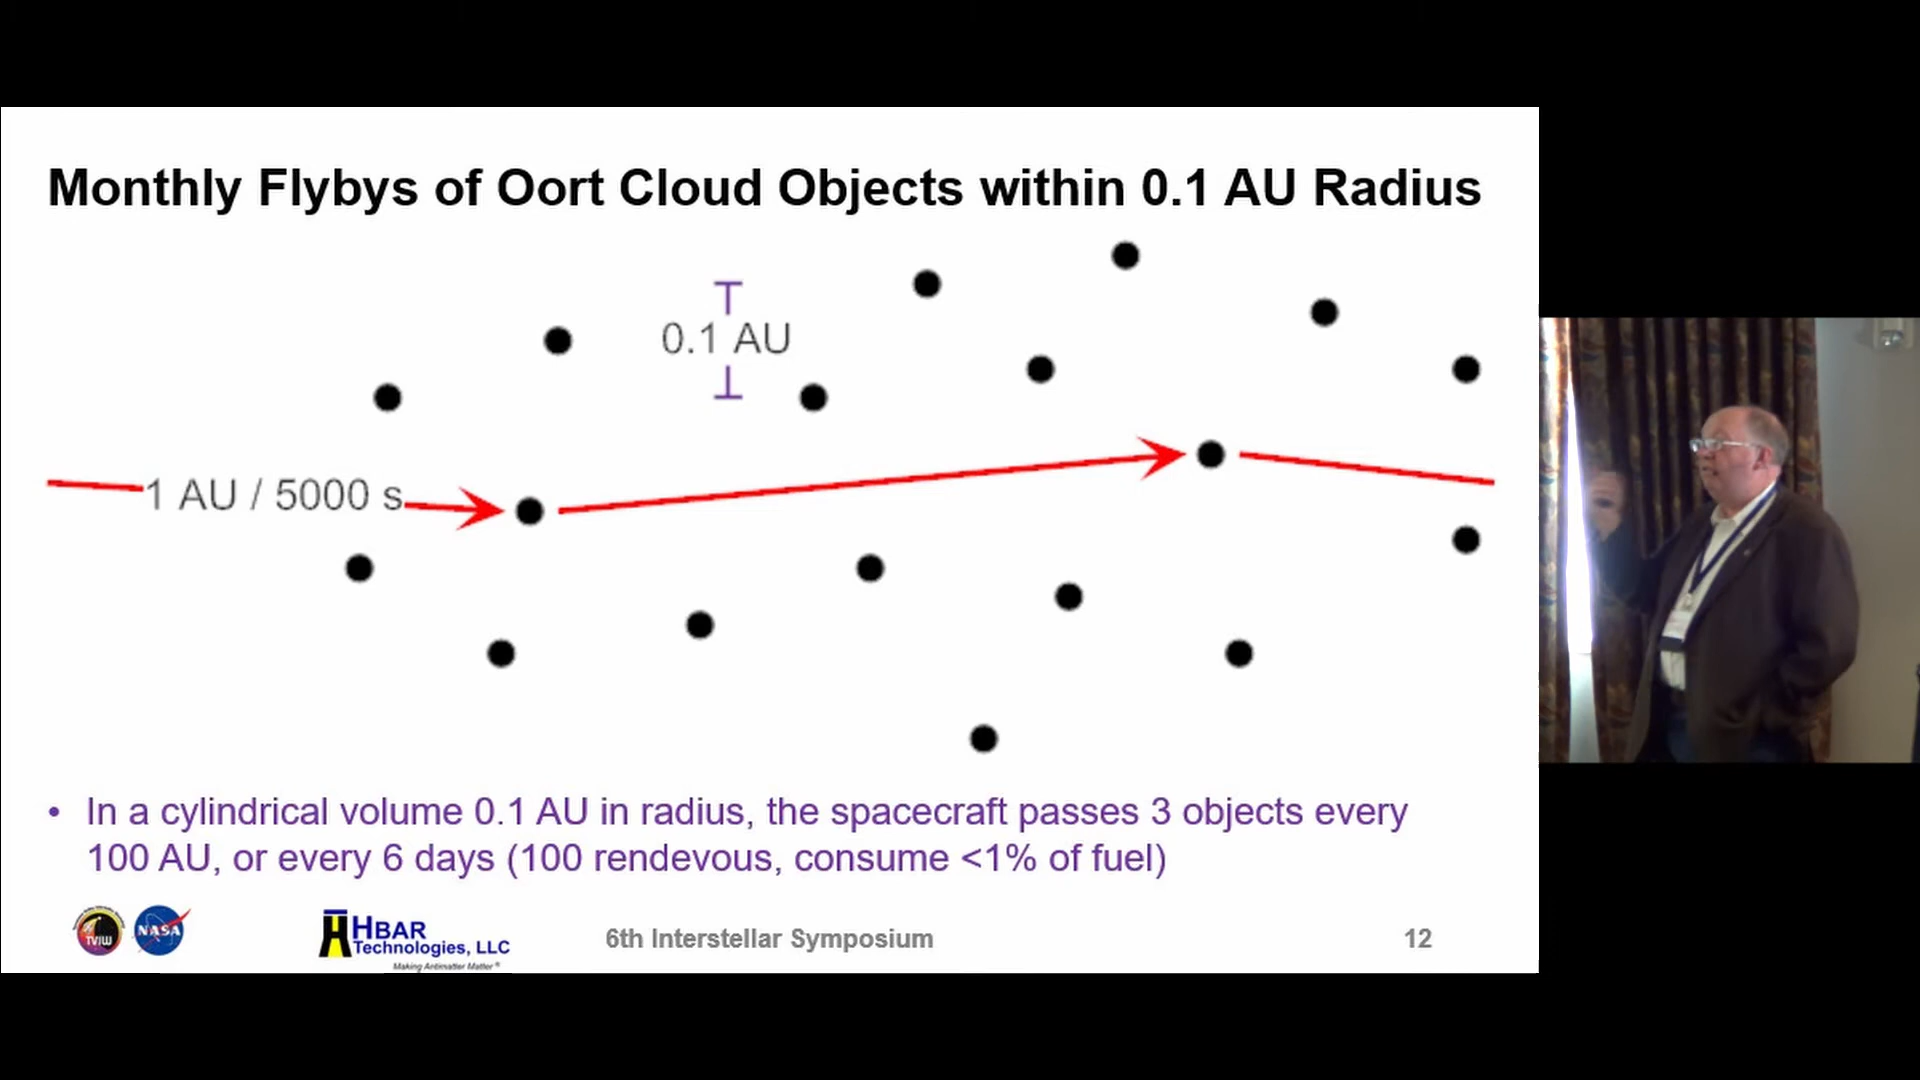 Monthly Flybys of Oort Cloud Objects within 0.1 AU Radius
0.1 AU
1 AU / 5000 s
• In a cylindrical volume 0.1 AU in radius, the spacecraft passes 3 objects every
100 AU, or every 6 days (100 rendevous, consume <1% of fuel)
TVIW
NASA
HBAR
Technologies, LLC
Making Antimatter Matter ®
6th Interstellar Symposium
12